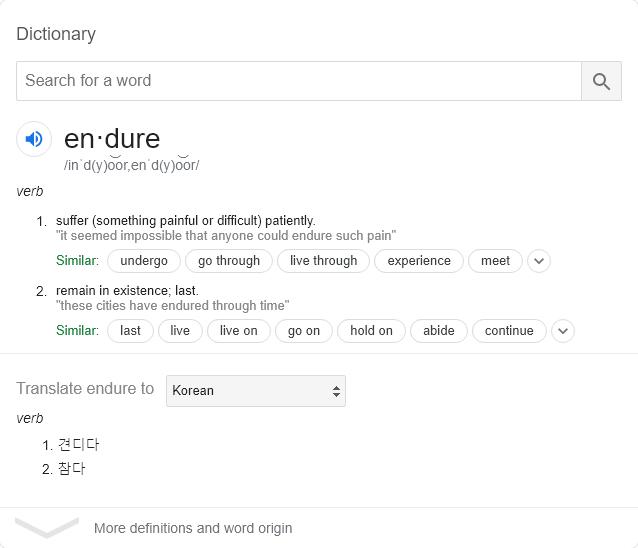 Dictionary
Search for a word
en·dure
/inˈd(y)o͝or,enˈd(y)o͝or/
verb
1. suffer (something painful or difficult) patiently.
"it seemed impossible that anyone could endure such pain"
Similar: undergo go through live through experience meet
2. remain in existence; last.
"these cities have endured through time"
Similar: last live live on go on hold on abide continue
Translate endure to Korean
verb
1. 견디다
2. 참다
More definitions and word origin